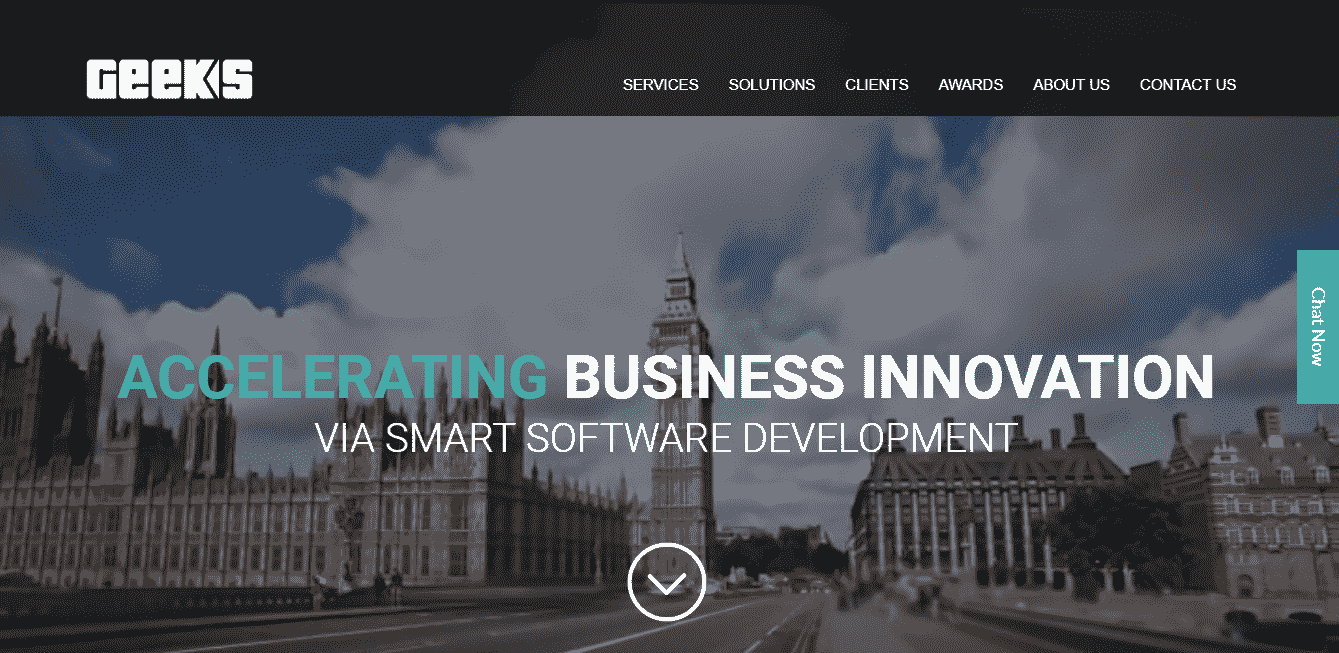 GEEKS
SERVICES SOLUTIONS CLIENTS AWARDS ABOUT US CONTACT US
Chat Now
ACCELERATING BUSINESS INNOVATION
VIA SMART SOFTWARE DEVELOPMENT